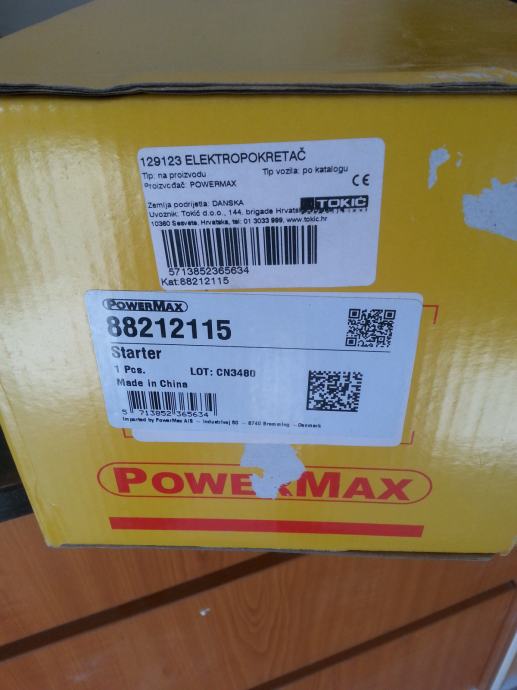 129123 ELEKTROPOKRETAČ
Tip: na proizvodu Tip vozila: po katalogu
Proizvođač: POWERMAX
CE
Zemlja podrijetla: DANSKA
Uvoznik: Tokić d.o.o., 144. brigade Hrvatske
TOKIĆ
10360 Sesvete, Hrvatska, tel: 01 3033 999, www.tokic.hr
5713852365634
Kat:88212115
POWERMAX
88212115
Starter
1 Pcs. LOT: CN3480
Made in China
5 713852 365634
Imported by PowerMax A/S - Industrivej - 8740 Brømming - Denmark
POWERMAX